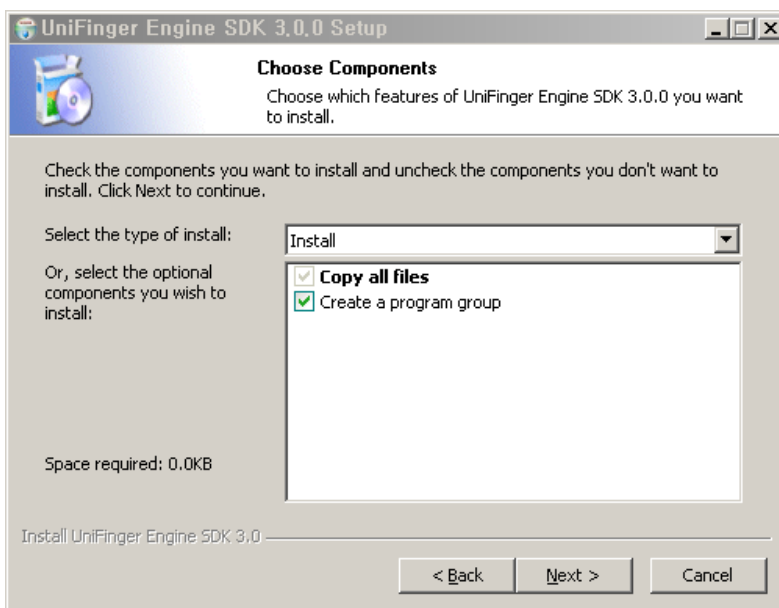 UniFinger Engine SDK 3,0,0 Setup
Choose Components
Choose which features of UniFinger Engine SDK 3.0.0 you want
to install.
Check the components you want to install and uncheck the components you don't want to
install. Click Next to continue.
Select the type of install:
Install
Or, select the optional
components you wish to
install:
Copy all files
Create a program group
Space required: 0.0KB
Install UniFinger Engine SDK 3.0
< Back
Next >
Cancel